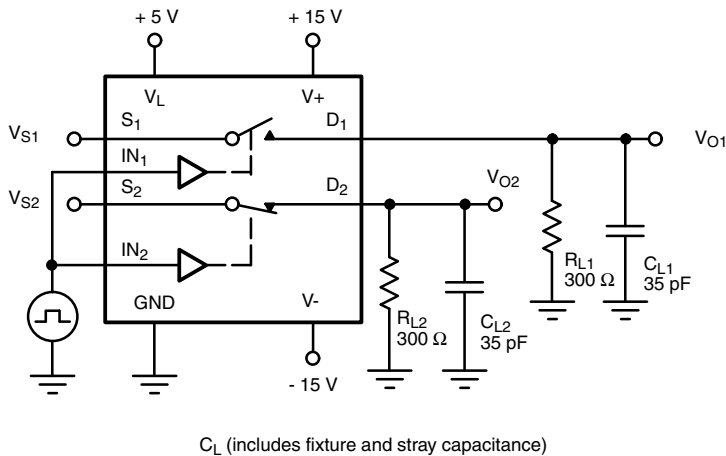 + 5 V
+ 15 V
VL
V+
VS1
S1
D1
VO1
IN1
VS2
S2
D2
VO2
IN2
RL1
300 Ω
CL1
35 pF
GND
V-
RL2
300 Ω
CL2
35 pF
- 15 V
CL (includes fixture and stray capacitance)